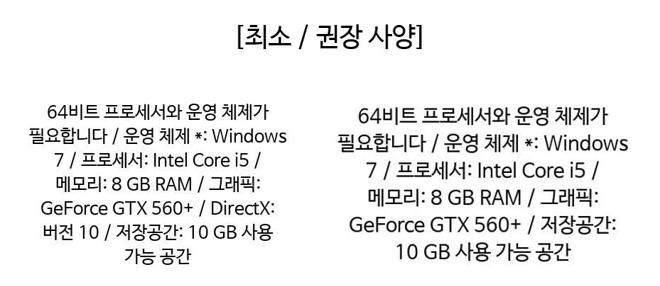 [최소 / 권장 사양]
64비트 프로세서와 운영 체제가
필요합니다 / 운영 체제 *: Windows
7 / 프로세서: Intel Core i5 /
메모리: 8 GB RAM / 그래픽:
GeForce GTX 560+ / DirectX:
버전 10 / 저장공간: 10 GB 사용
가능 공간
64비트 프로세서와 운영 체제가
필요합니다 / 운영 체제 *: Windows
7 / 프로세서: Intel Core i5 /
메모리: 8 GB RAM / 그래픽:
GeForce GTX 560+ / 저장공간:
10 GB 사용 가능 공간